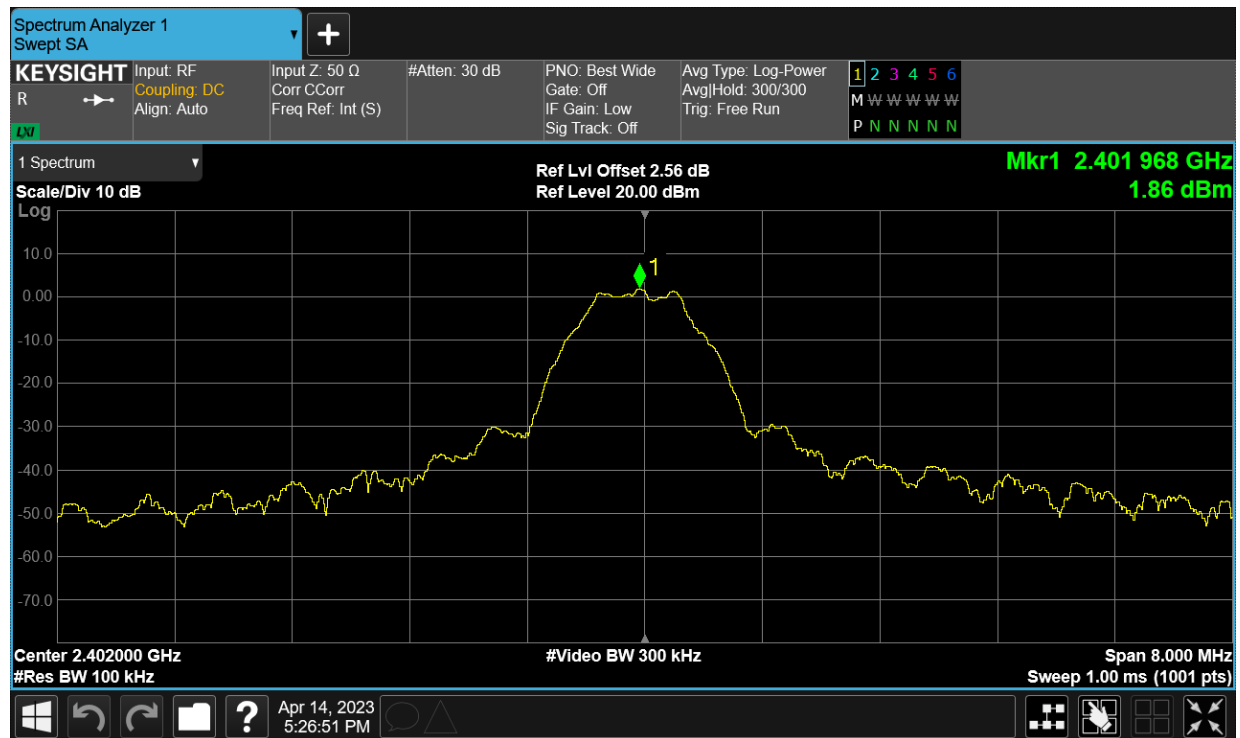 Spectrum Analyzer 1
Swept SA
KEYSIGHT
R
LXI
Input: RF
Coupling: DC
Align: Auto
Input Z: 50 Ω
Corr CCorr
Freq Ref: Int (S)
#Atten: 30 dB
PNO: Best Wide
Gate: Off
IF Gain: Low
Sig Track: Off
Avg Type: Log-Power
Avg|Hold: 300/300
Trig: Free Run
1 2 3 4 5 6
M W W W W W
P N N N N N
1 Spectrum
Scale/Div 10 dB
Log
Ref Lvl Offset 2.56 dB
Ref Level 20.00 dBm
Mkr1 2.401 968 GHz
1.86 dBm
1
10.0
0.00
-10.0
-20.0
-30.0
-40.0
-50.0
-60.0
-70.0
Center 2.402000 GHz
#Res BW 100 kHz
#Video BW 300 kHz
Span 8.000 MHz
Sweep 1.00 ms (1001 pts)
?
Apr 14, 2023
5:26:51 PM